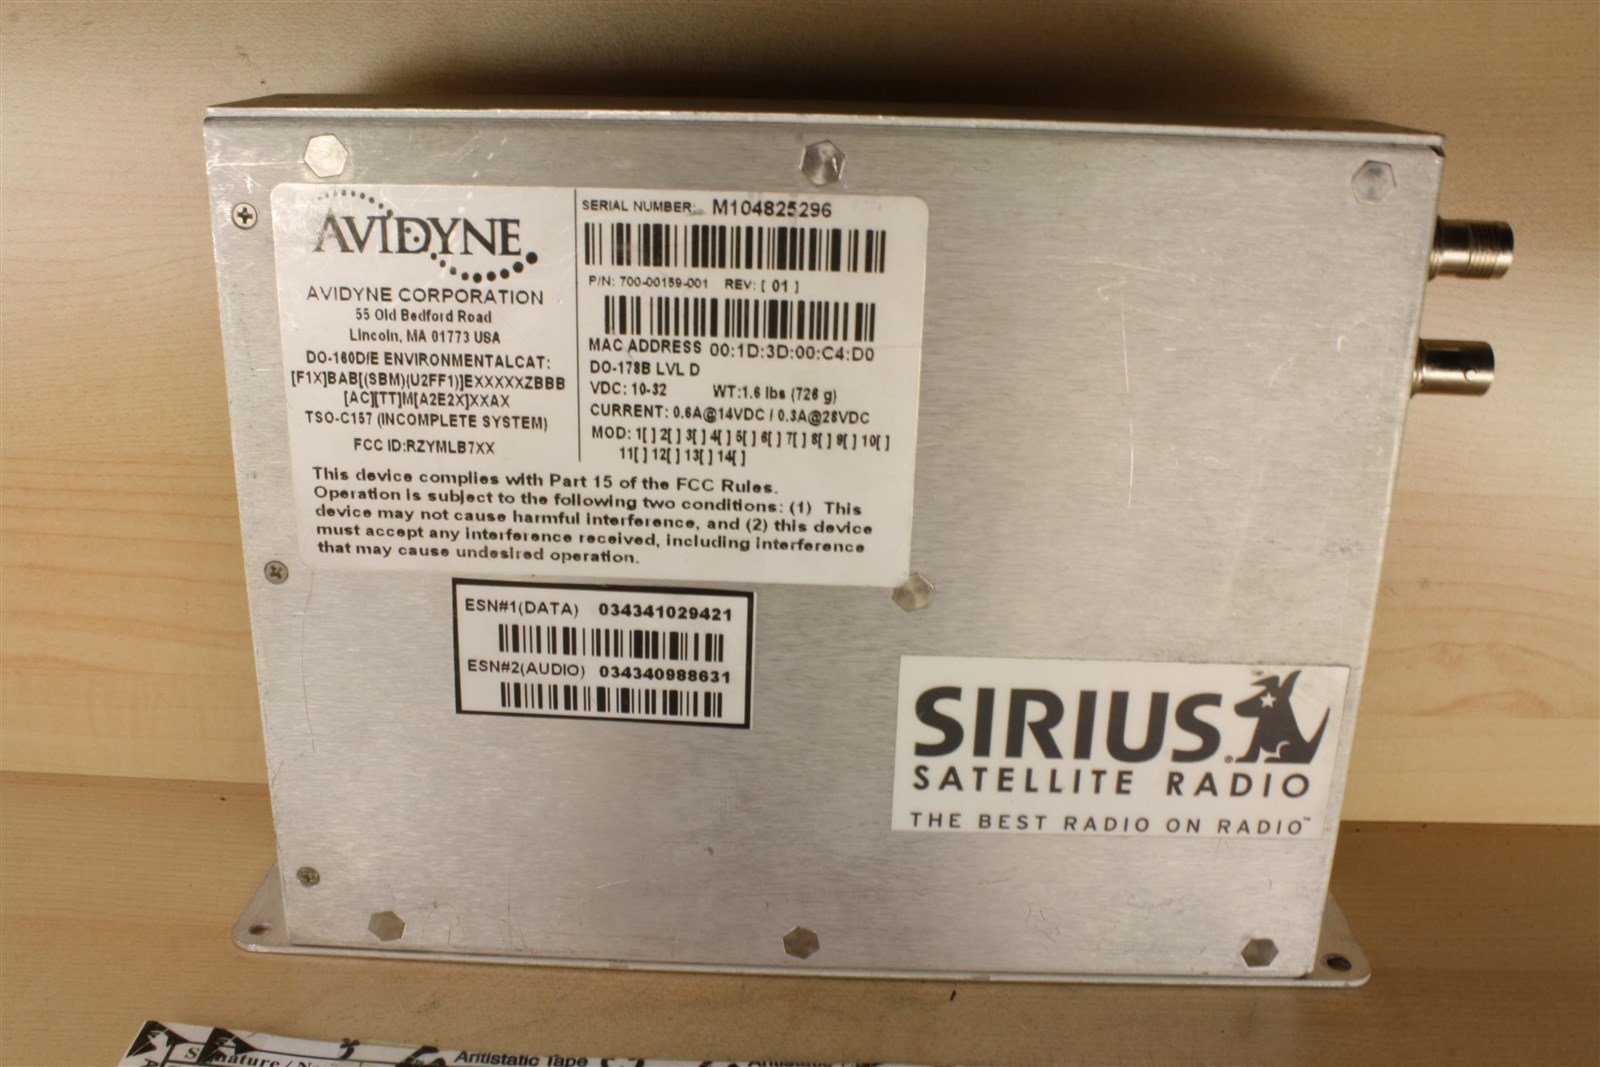 AVIDYNE
AVIDYNE CORPORATION
55 Old Bedford Road
Lincoln, MA 01773 USA
DO-160D/E ENVIRONMENTALCAT:
[F1X]BAB[(SBM)(U2FF1)]EXXXXXZBBB
[AC][TT]M[A2E2X]XXAX
TSO-C157 (INCOMPLETE SYSTEM)
FCC ID:RZYMLB7XX
SERIAL NUMBER: M104825296
P/N: 700-00159-001 REV: [ 01 ]
MAC ADDRESS 00:1D:3D:00:C4:D0
DO-178B LVL D
VDC: 10-32 WT:1.6 lbs (726 g)
CURRENT: 0.6A@14VDC / 0.3A@28VDC
MOD: 1[ ] 2[ ] 3[ ] 4[ ] 5[ ] 6[ ] 7[ ] 8[ ] 9[ ] 10[ ]
11[ ] 12[ ] 13[ ] 14[ ]
This device complies with Part 15 of the FCC Rules.
Operation is subject to the following two conditions: (1) This
device may not cause harmful interference, and (2) this device
must accept any interference received, including interference
that may cause undesired operation.
ESN#1(DATA) 034341029421
ESN#2(AUDIO) 034340988631
SIRIUS
SATELLITE RADIO
THE BEST RADIO ON RADIO™
Antistatic Tape